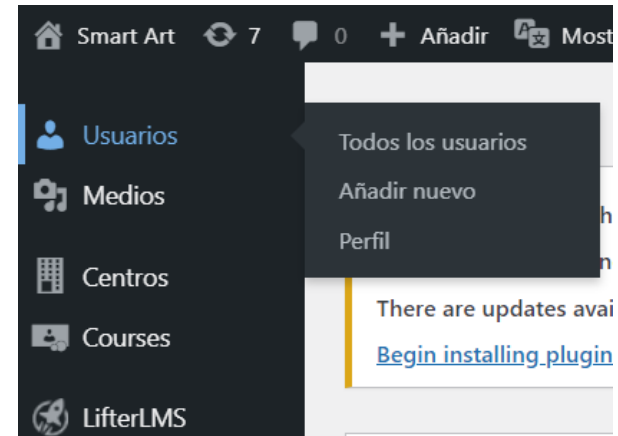 Smart Art 7 0 + Añadir Most
Usuarios
Todos los usuarios
Añadir nuevo
Perfil
Medios
Centros
Courses
LifterLMS
h
n
There are updates avai
Begin installing plugin